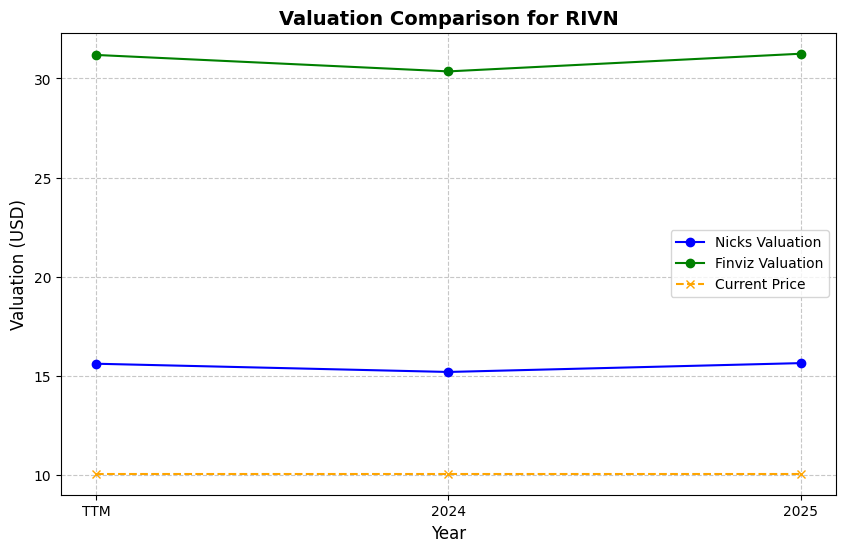 Valuation Comparison for RIVN
Valuation (USD)
30
25
20
15
10
Nicks Valuation
Finviz Valuation
Current Price
TTM
2024
2025
Year